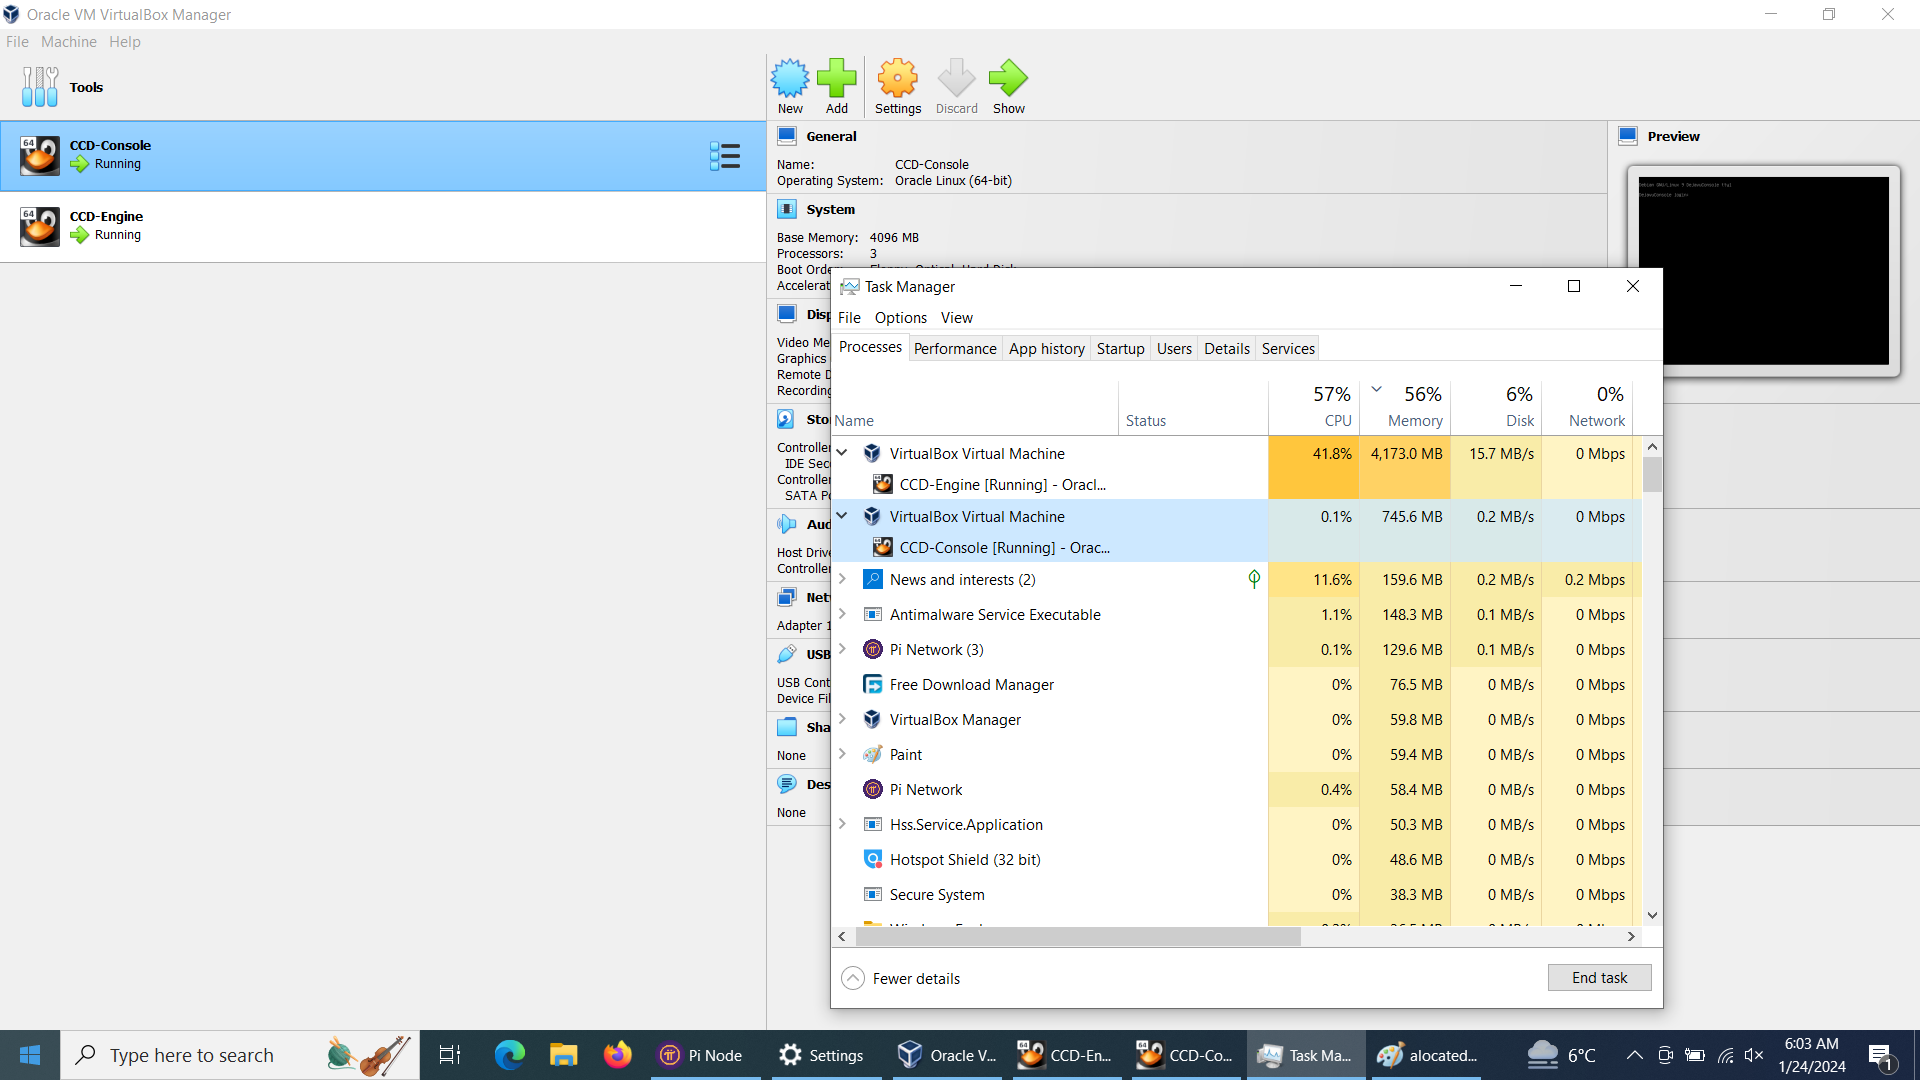 Oracle VM VirtualBox Manager
File Machine Help
Tools
New Add Settings Discard Show
64 CCD-Console
Running
64 CCD-Engine
Running
General
Name: CCD-Console
Operating System: Oracle Linux (64-bit)
System
Base Memory: 4096 MB
Processors: 3
Boot Orde
Accelerat
Disp
Video Me
Graphics
Remote D
Recording
Sto
Controller
IDE Sec
Controller
SATA Po
Aud
Host Drive
Controller
Net
Adapter 1
USB
USB Cont
Device Fil
Sha
None
Des
None
Preview
Debian GNU/Linux 9 DejavuConsole tty1
DejavuConsole login:
Task Manager
File Options View
Processes Performance App history Startup Users Details Services
57% 56% 6% 0%
Name Status CPU Memory Disk Network
VirtualBox Virtual Machine 41.8% 4,173.0 MB 15.7 MB/s 0 Mbps
CCD-Engine [Running] - Oracl...
VirtualBox Virtual Machine 0.1% 745.6 MB 0.2 MB/s 0 Mbps
CCD-Console [Running] - Orac...
News and interests (2) 11.6% 159.6 MB 0.2 MB/s 0.2 Mbps
Antimalware Service Executable 1.1% 148.3 MB 0.1 MB/s 0 Mbps
Pi Network (3) 0.1% 129.6 MB 0.1 MB/s 0 Mbps
Free Download Manager 0% 76.5 MB 0 MB/s 0 Mbps
VirtualBox Manager 0% 59.8 MB 0 MB/s 0 Mbps
Paint 0% 59.4 MB 0 MB/s 0 Mbps
Pi Network 0.4% 58.4 MB 0 MB/s 0 Mbps
Hss.Service.Application 0% 50.3 MB 0 MB/s 0 Mbps
Hotspot Shield (32 bit) 0% 48.6 MB 0 MB/s 0 Mbps
Secure System 0% 38.3 MB 0 MB/s 0 Mbps
Fewer details
End task
Type here to search
Pi Node
Settings
Oracle V...
CCD-En...
CCD-Co...
Task Ma...
alocated...
6°C
6:03 AM
1/24/2024
1